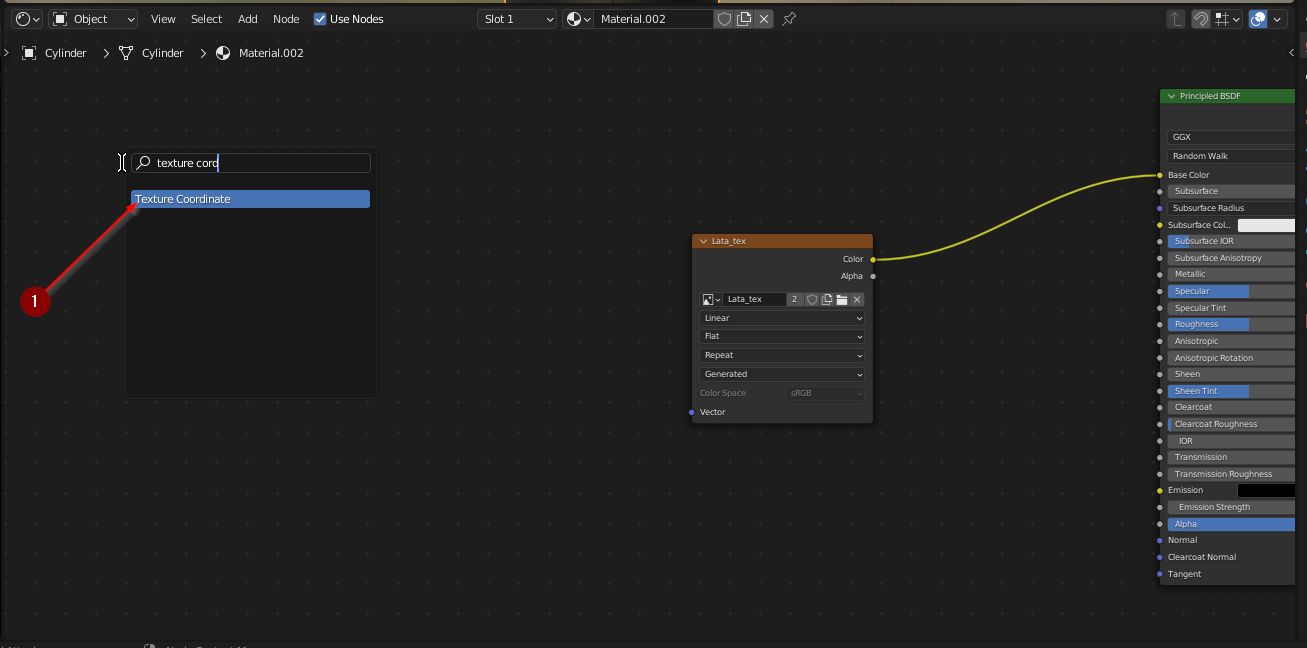 Object View Select Add Node Use Nodes Slot 1 Material.002
Cylinder Cylinder Material.002
texture cord
Texture Coordinate
1
Lata_tex
Color
Alpha
Lata_tex 2
Linear
Flat
Repeat
Generated
Color Space sRGB
Vector
Principled BSDF
GGX
Random Walk
Base Color
Subsurface
Subsurface Radius
Subsurface Col...
Subsurface IOR
Subsurface Anisotropy
Metallic
Specular
Specular Tint
Roughness
Anisotropic
Anisotropic Rotation
Sheen
Sheen Tint
Clearcoat
Clearcoat Roughness
IOR
Transmission
Transmission Roughness
Emission
Emission Strength
Alpha
Normal
Clearcoat Normal
Tangent